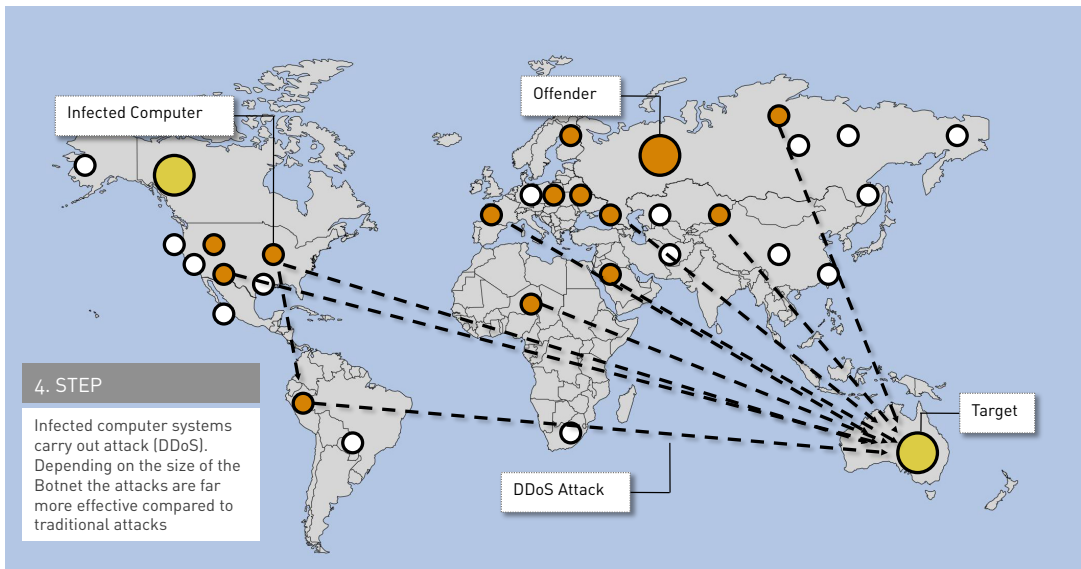 Infected Computer
Offender
4. STEP
Infected computer systems
carry out attack (DDoS).
Depending on the size of the
Botnet the attacks are far
more effective compared to
traditional attacks
Target
DDoS Attack